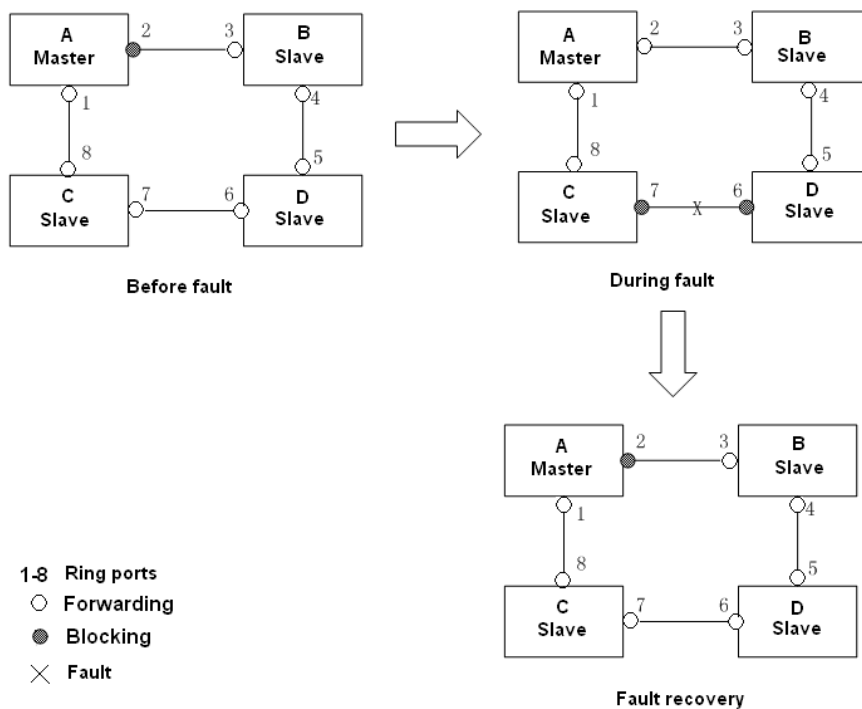 A
Master
2
3
B
Slave
1
4
8
5
C
Slave
7
6
D
Slave
Before fault
A
Master
2
3
B
Slave
1
4
8
5
C
Slave
7
X
6
D
Slave
During fault
A
Master
2
3
B
Slave
1
4
8
5
C
Slave
7
6
D
Slave
Fault recovery
1-8 Ring ports
Forwarding
Blocking
Fault